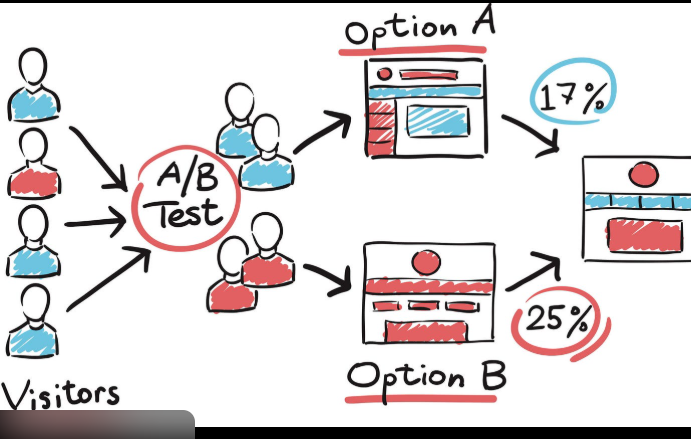 Option A
17%
A/B
Test
25%
Option B
Visitors